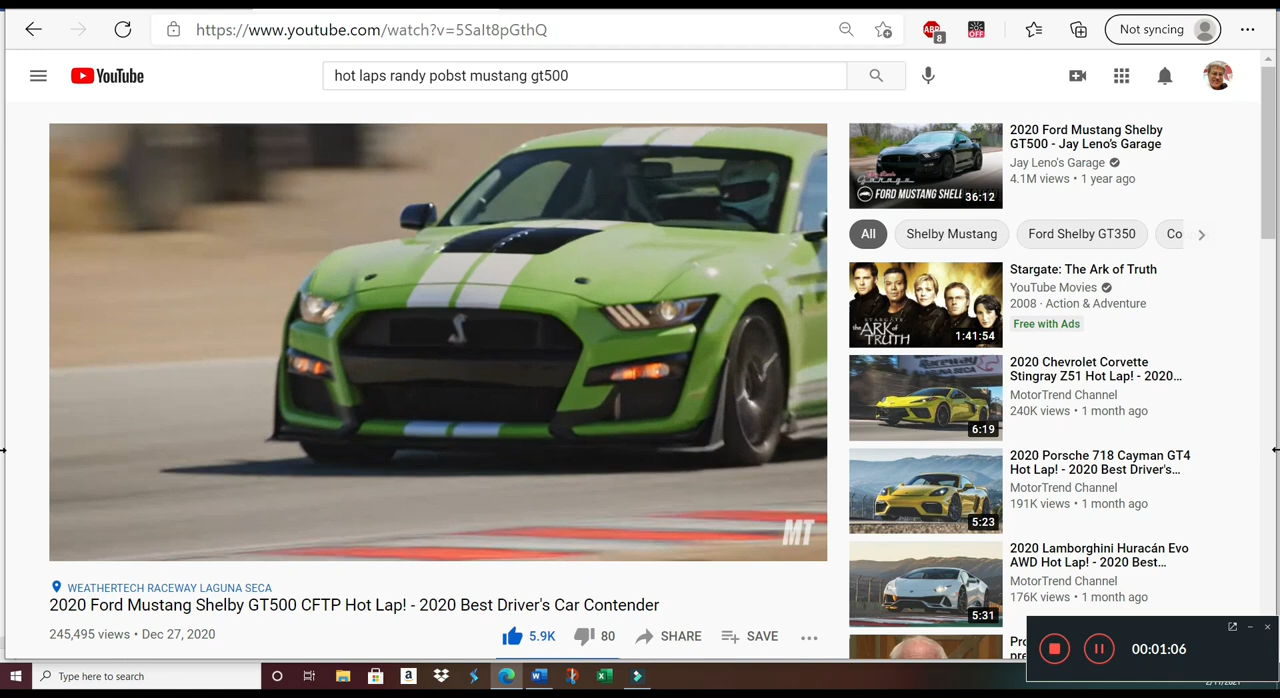 https://www.youtube.com/watch?v=5SaIt8pGthQ
ABP
8
OFF
Not syncing
YouTube
hot laps randy pobst mustang gt500
MT
WEATHERTECH RACEWAY LAGUNA SECA
2020 Ford Mustang Shelby GT500 CFTP Hot Lap! - 2020 Best Driver's Car Contender
245,495 views • Dec 27, 2020
5.9K
80
SHARE
SAVE
Garage
FORD MUSTANG SHELL
36:12
2020 Ford Mustang Shelby
GT500 - Jay Leno's Garage
Jay Leno's Garage
4.1M views • 1 year ago
All
Shelby Mustang
Ford Shelby GT350
Co
STARGATE
THE ARK OF
TRUTH
1:41:54
Stargate: The Ark of Truth
YouTube Movies
2008 · Action & Adventure
Free with Ads
6:19
2020 Chevrolet Corvette
Stingray Z51 Hot Lap! - 2020…
MotorTrend Channel
240K views • 1 month ago
5:23
2020 Porsche 718 Cayman GT4
Hot Lap! - 2020 Best Driver's…
MotorTrend Channel
191K views • 1 month ago
5:31
2020 Lamborghini Huracán Evo
AWD Hot Lap! - 2020 Best…
MotorTrend Channel
176K views • 1 month ago
00:01:06
Type here to search